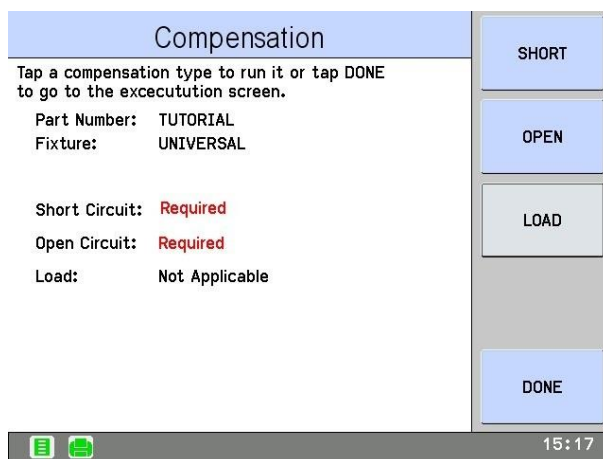 Compensation
Tap a compensation type to run it or tap DONE
to go to the excecutution screen.
Part Number: TUTORIAL
Fixture: UNIVERSAL
Short Circuit: Required
Open Circuit: Required
Load: Not Applicable
SHORT
OPEN
LOAD
DONE
15:17